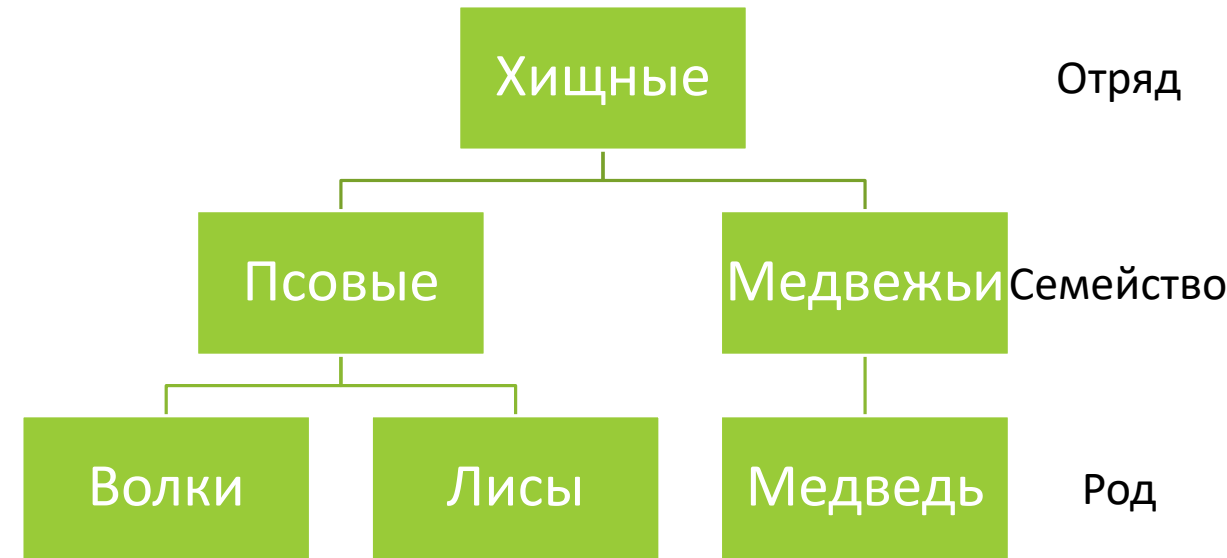 Хищные
Отряд
Псовые
Медвежьи
Семейство
Волки
Лисы
Медведь
Род